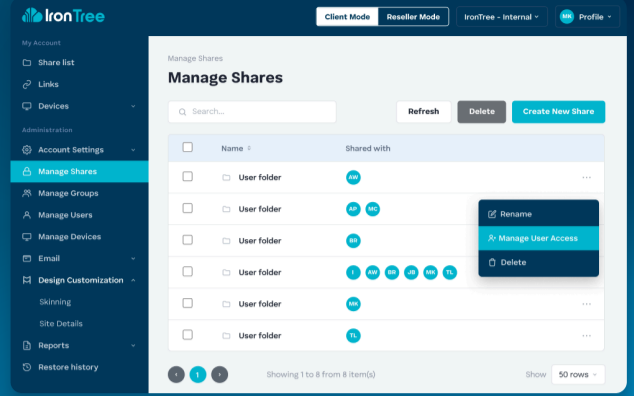 IronTree
Client Mode
Reseller Mode
IronTree - Internal
MK
Profile
My Account
Share list
Links
Devices
Administration
Account Settings
Manage Shares
Manage Groups
Manage Users
Manage Devices
Email
Design Customization
Skinning
Site Details
Reports
Restore history
Manage Shares
Manage Shares
Search...
Refresh
Delete
Create New Share
Name
Shared with
User folder
AW
User folder
AP MC
User folder
BR
User folder
I AW BR JB MK TL
User folder
MK
User folder
TL
Rename
Manage User Access
Delete
1
Showing 1 to 8 from 8 item(s)
Show
50 rows